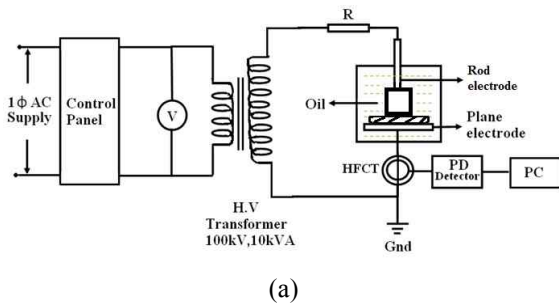 R
Rod
electrode
Oil
1ϕ AC
Supply
Control
Panel
V
Plane
electrode
HFCT
PD
Detector
PC
H.V
Transformer
100kV,10kVA
Gnd
(a)